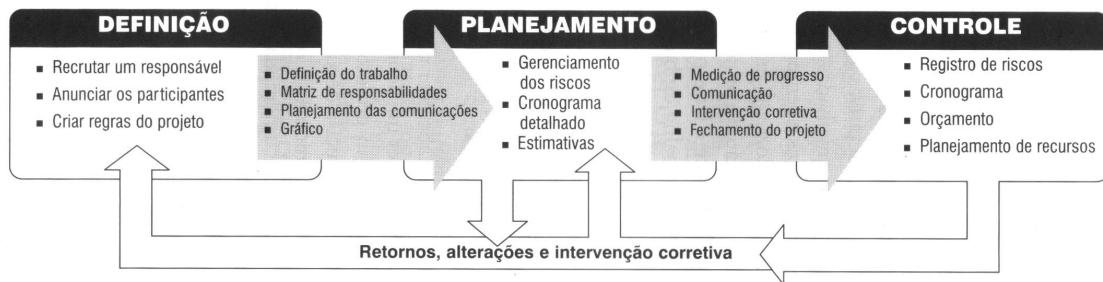 DEFINIÇÃO
■ Recrutar um responsável
■ Anunciar os participantes
■ Criar regras do projeto
■ Definição do trabalho
■ Matriz de responsabilidades
■ Planejamento das comunicações
■ Gráfico
PLANEJAMENTO
■ Gerenciamento
dos riscos
■ Cronograma
detalhado
■ Estimativas
■ Medição de progresso
■ Comunicação
■ Intervenção corretiva
■ Fechamento do projeto
CONTROLE
■ Registro de riscos
■ Cronograma
■ Orçamento
■ Planejamento de recursos
Retornos, alterações e intervenção corretiva